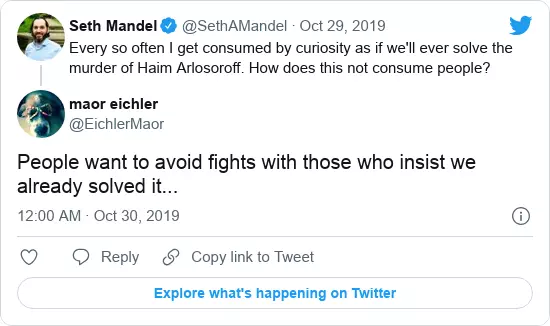 Seth Mandel @SethAMandel · Oct 29, 2019
Every so often I get consumed by curiosity as if we'll ever solve the
murder of Haim Arlosoroff. How does this not consume people?
maor eichler
@EichlerMaor
People want to avoid fights with those who insist we
already solved it...
12:00 AM · Oct 30, 2019
Reply
Copy link to Tweet
Explore what's happening on Twitter